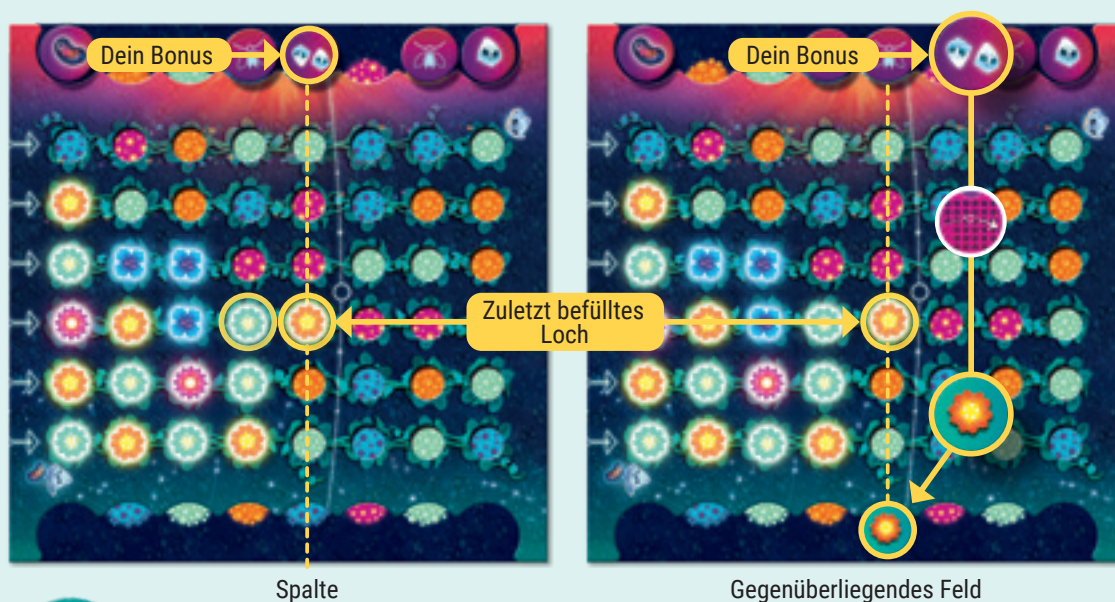 Dein Bonus
Dein Bonus
Zuletzt befülltes
Loch
Spalte
Gegenüberliegendes Feld